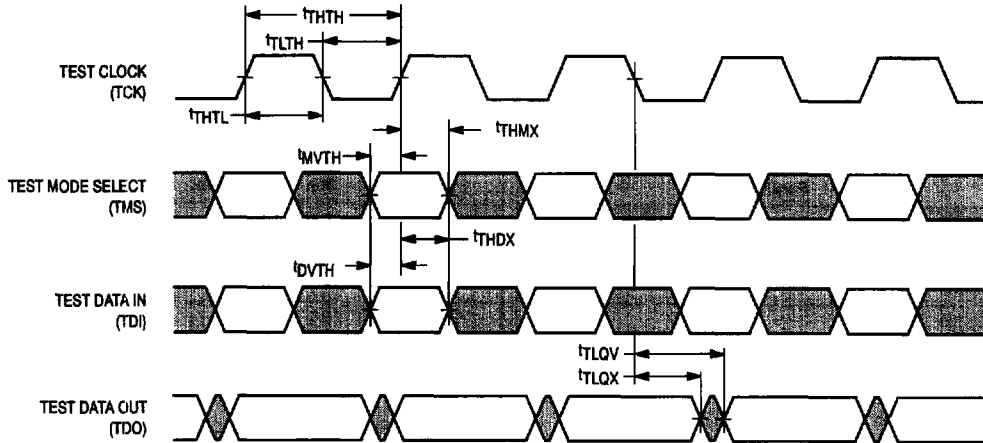 tTHTH
tTLTH
TEST CLOCK
(TCK)
tTHTL
tTHMX
tMVTH
TEST MODE SELECT
(TMS)
tTHDX
tDVTH
TEST DATA IN
(TDI)
tTLQV
tTLQX
TEST DATA OUT
(TDO)